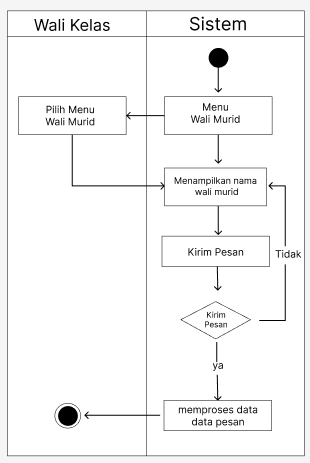 Wali Kelas
Sistem
Menu
Wali Murid
Pilih Menu
Wali Murid
Menampilkan nama
wali murid
Kirim Pesan
Tidak
Kirim
Pesan
ya
memproses data
data pesan